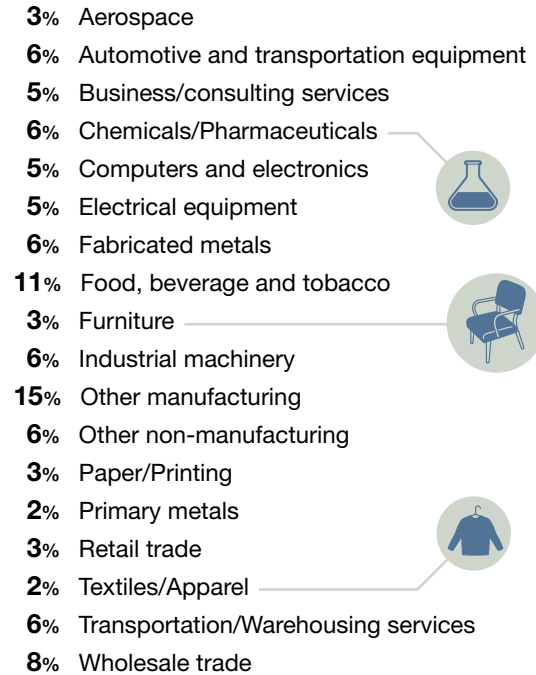 3% Aerospace
6% Automotive and transportation equipment
5% Business/consulting services
6% Chemicals/Pharmaceuticals
5% Computers and electronics
5% Electrical equipment
6% Fabricated metals
11% Food, beverage and tobacco
3% Furniture
6% Industrial machinery
15% Other manufacturing
6% Other non-manufacturing
3% Paper/Printing
2% Primary metals
3% Retail trade
2% Textiles/Apparel
6% Transportation/Warehousing services
8% Wholesale trade